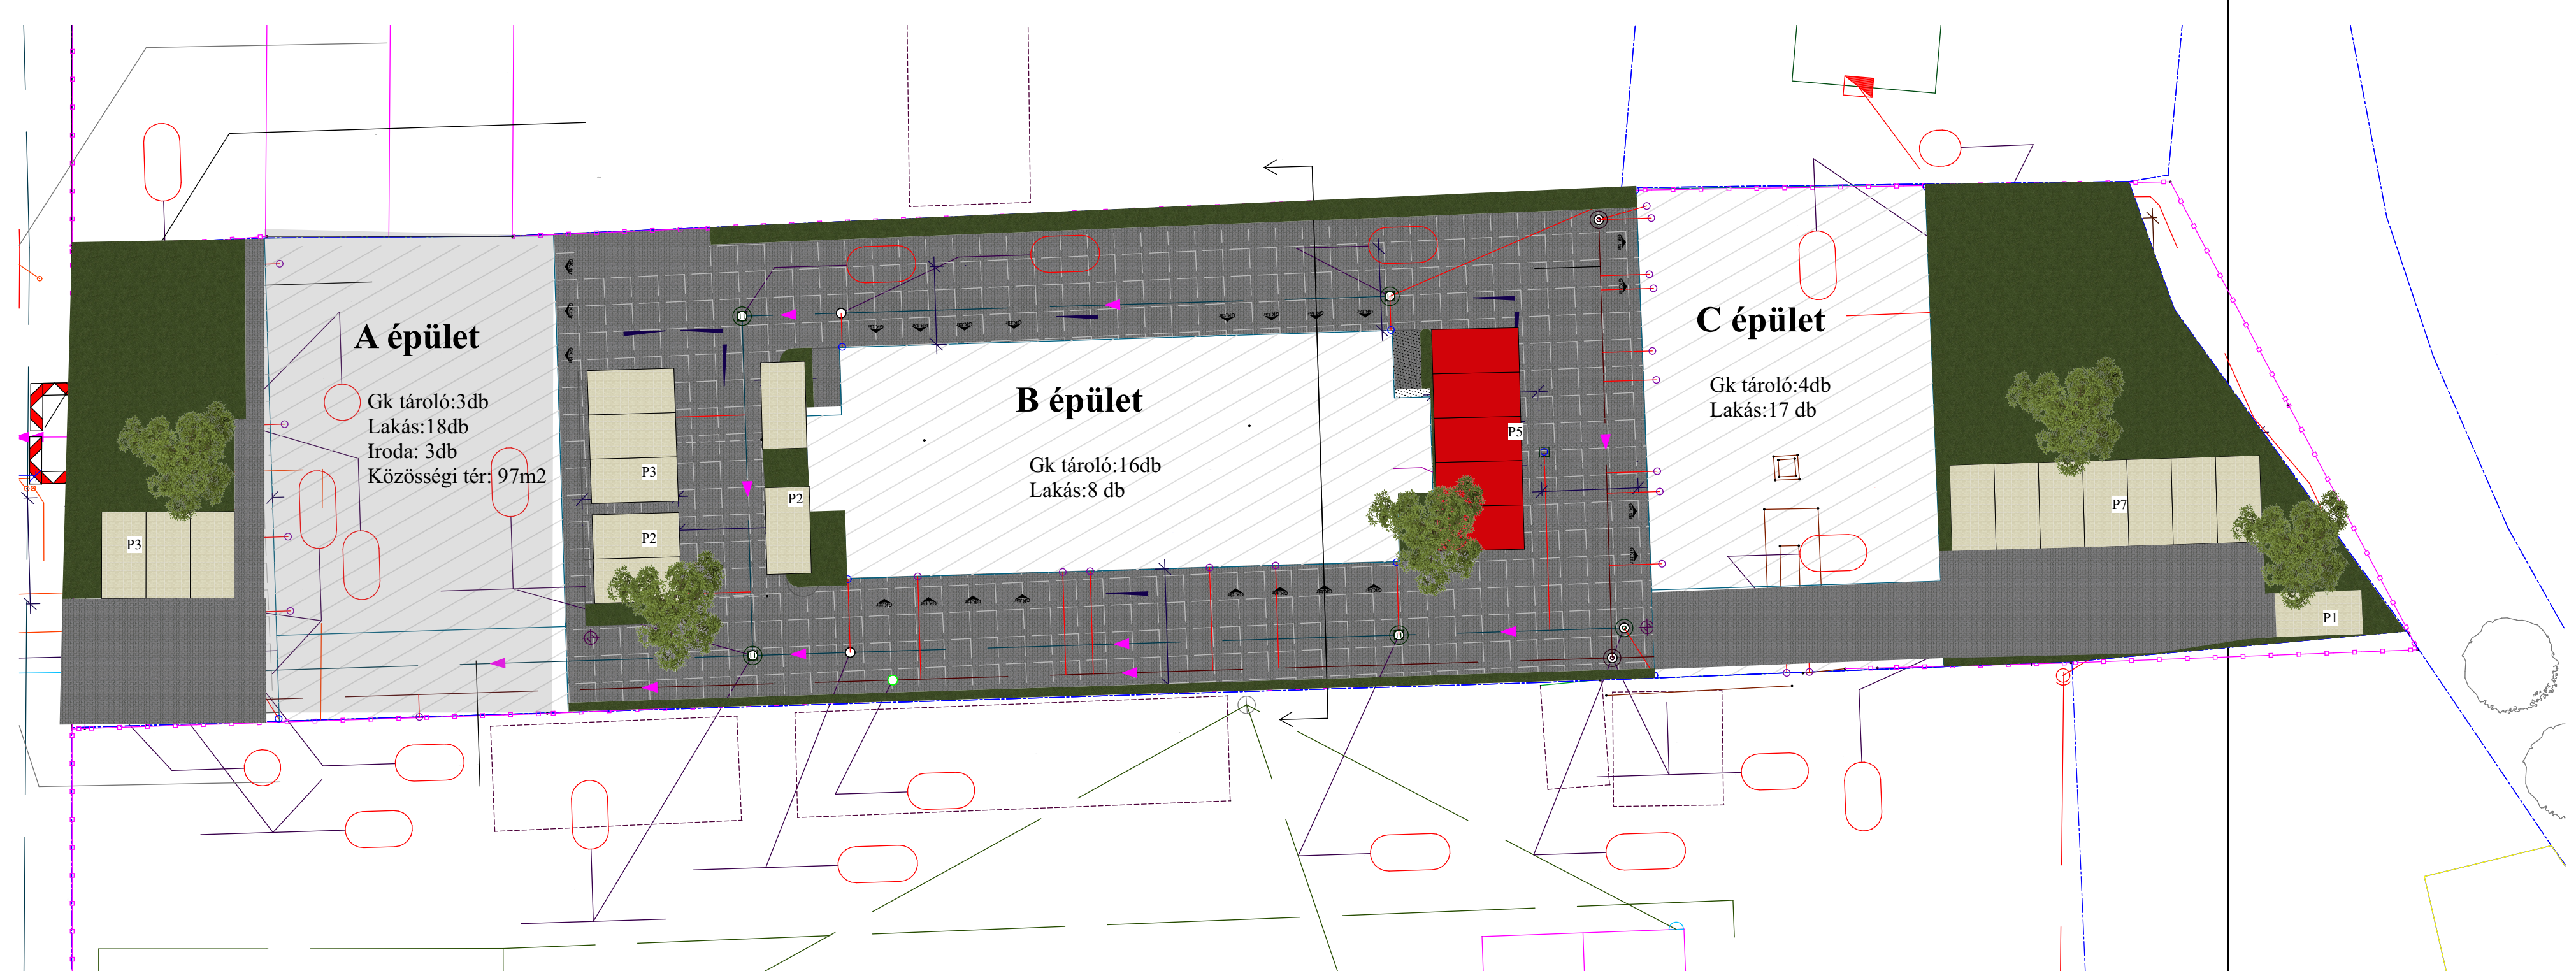 A épület
Gk tároló:3db
Lakás:18db
Iroda: 3db
Közösségi tér: 97m2
B épület
Gk tároló:16db
Lakás:8 db
C épület
Gk tároló:4db
Lakás:17 db
P3
P3
P2
P2
P5
P7
P1